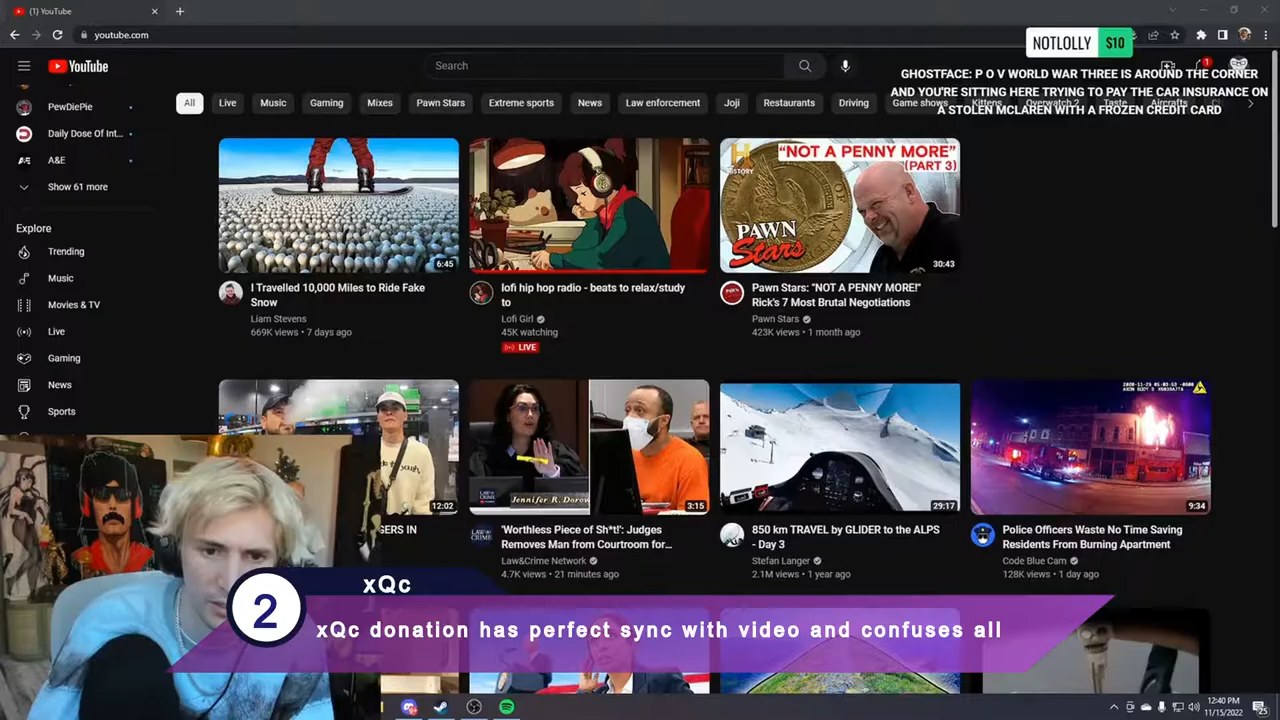 (1) YouTube
youtube.com
NOTLOLLY $10
GHOSTFACE: P O V WORLD WAR THREE IS AROUND THE CORNER
AND YOU'RE SITTING HERE TRYING TO PAY THE CAR INSURANCE ON
A STOLEN MCLAREN WITH A FROZEN CREDIT CARD
YouTube
Search
1
All Live Music Gaming Mixes Pawn Stars Extreme sports News Law enforcement Joji Restaurants Driving Game shows Kittens Overwatch 2 Taste Aircrafts
PewDiePie
Daily Dose Of Int...
A&E
Show 61 more
Explore
Trending
Music
Movies & TV
Live
Gaming
News
Sports
6:45
I Travelled 10,000 Miles to Ride Fake
Snow
Liam Stevens
669K views • 7 days ago
lofi hip hop radio - beats to relax/study
to
Lofi Girl
45K watching
LIVE
HISTORY
"NOT A PENNY MORE"
(PART 3)
PAWN
Stars
30:43
Pawn Stars: "NOT A PENNY MORE!"
Rick's 7 Most Brutal Negotiations
Pawn Stars
423K views • 1 month ago
12:02
GERS IN
LAW&CRIME
Jennifer R. Dorow
3:15
'Worthless Piece of Sh*t!': Judges
Removes Man from Courtroom for...
Law&Crime Network
4.7K views • 21 minutes ago
29:17
850 km TRAVEL by GLIDER to the ALPS
- Day 3
Stefan Langer
2.1M views • 1 year ago
9:34
Police Officers Waste No Time Saving
Residents From Burning Apartment
Code Blue Cam
128K views • 1 day ago
2
xQc
xQc donation has perfect sync with video and confuses all
12:40 PM
11/15/2022
25